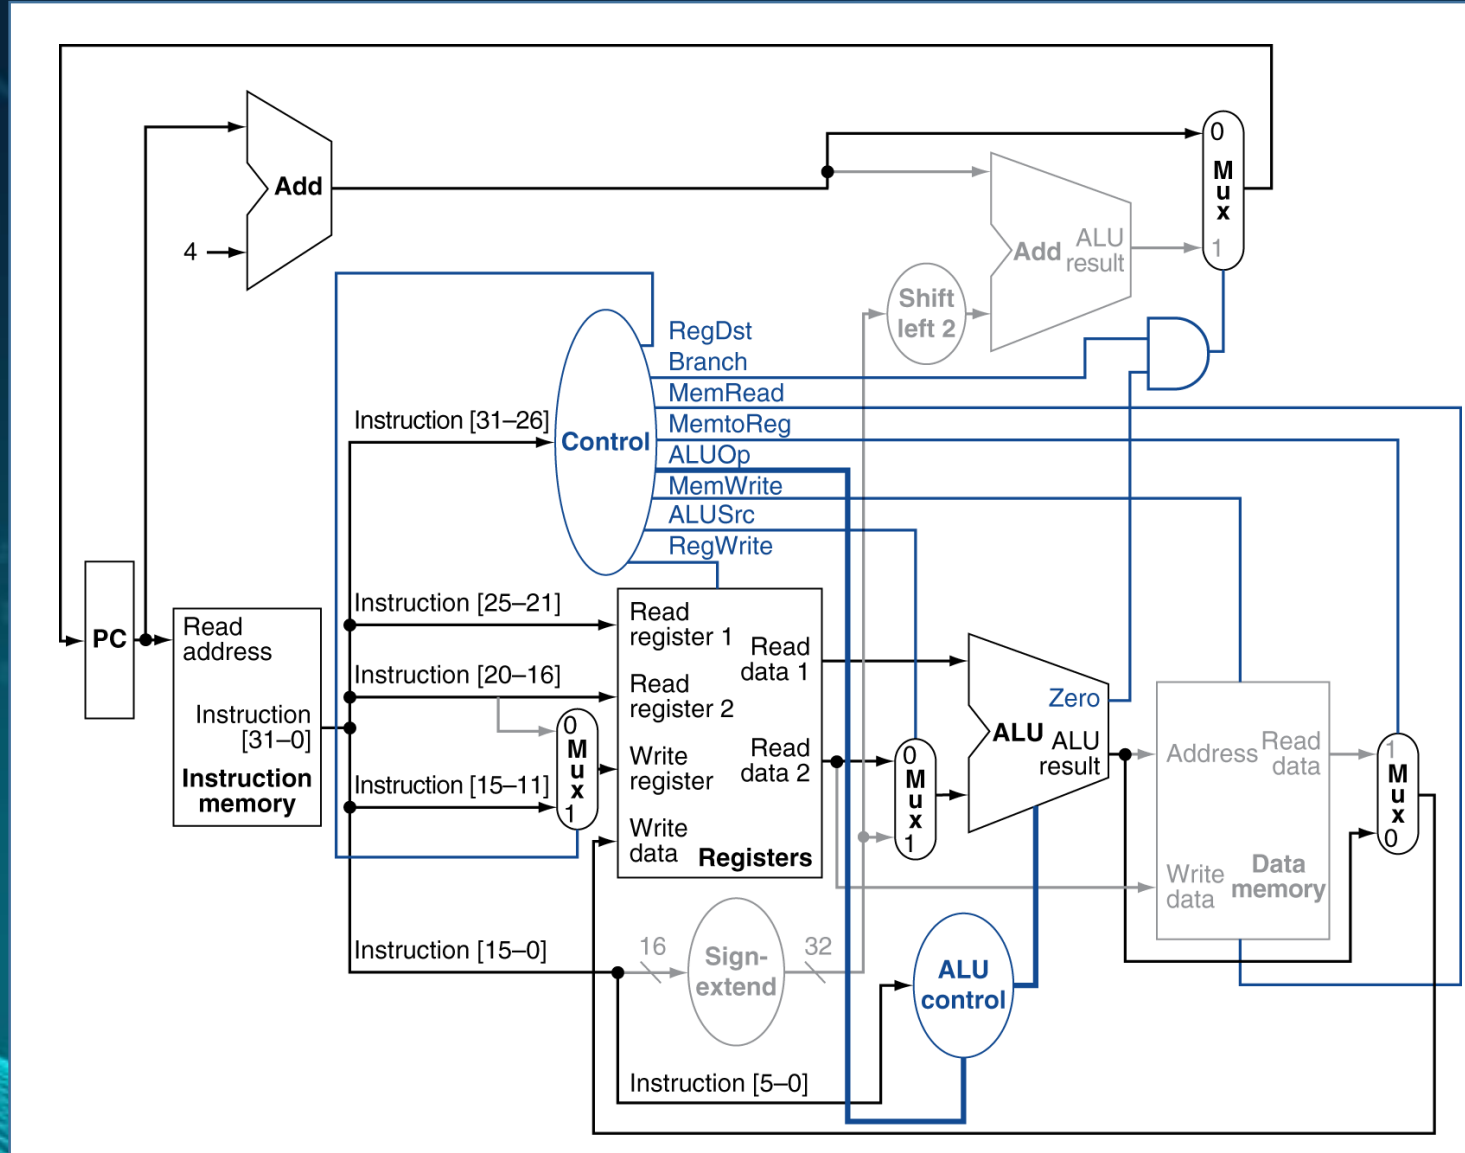 Add
4
0
Mux
1
Add
ALU
result
Shift
left 2
RegDst
Branch
MemRead
MemtoReg
ALUOp
MemWrite
ALUSrc
RegWrite
Control
Instruction [31–26]
Instruction [25–21]
Instruction [20–16]
Instruction [15–11]
Instruction [15–0]
Instruction [5–0]
PC
Read
address
Instruction
[31–0]
Instruction
memory
0
Mux
1
Read
register 1
Read
register 2
Write
register
Write
data
Read
data 1
Read
data 2
Registers
0
Mux
1
Zero
ALU
ALU
result
Address
Read
data
Write
data
Data
memory
1
Mux
0
16
Sign-
extend
32
ALU
control